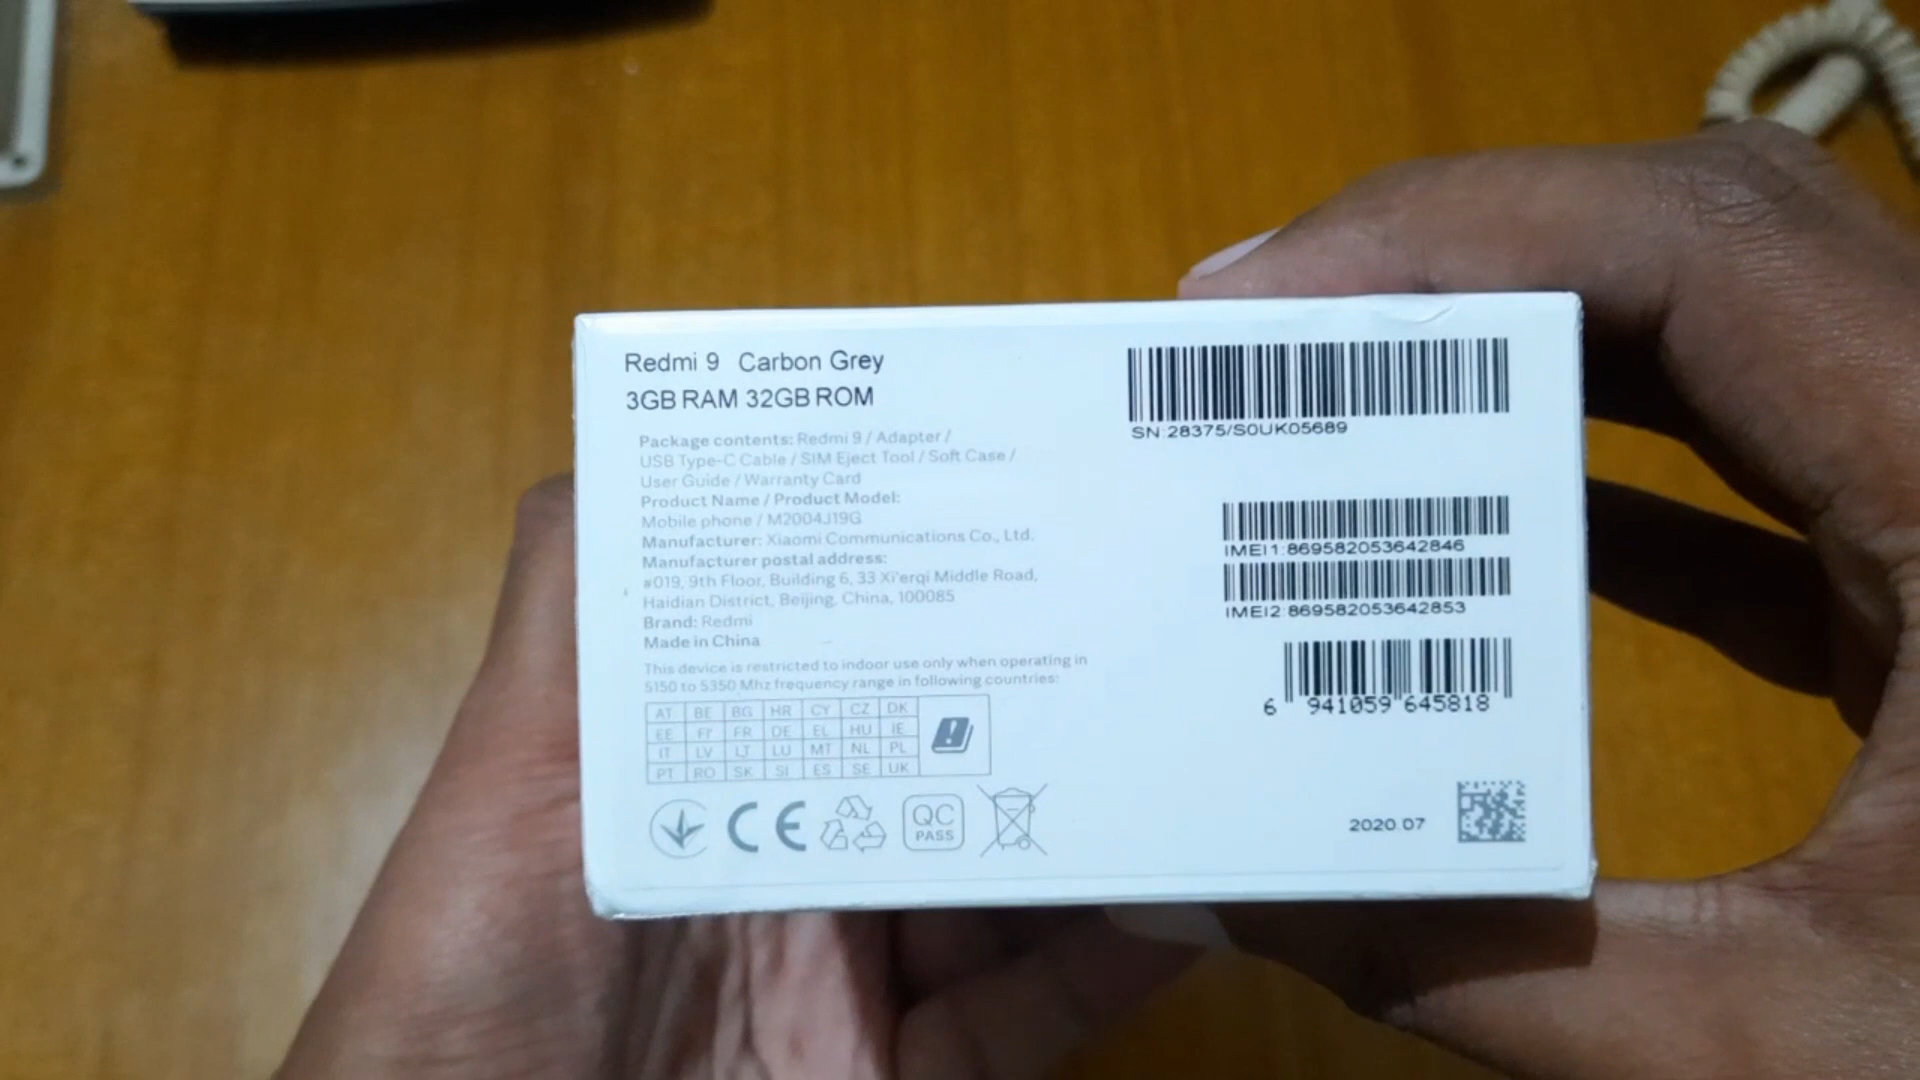 Redmi 9 Carbon Grey
3GB RAM 32GB ROM
Package contents: Redmi 9 / Adapter /
USB Type-C Cable / SIM Eject Tool / Soft Case /
User Guide / Warranty Card
Product Name / Product Model:
Mobile phone / M2004J19G
Manufacturer: Xiaomi Communications Co., Ltd.
Manufacturer postal address:
#019, 9th Floor, Building 6, 33 Xi'erqi Middle Road,
Haidian District, Beijing, China, 100085
Brand: Redmi
Made in China
This device is restricted to indoor use only when operating in
5150 to 5350 Mhz frequency range in following countries:
AT BE BG HR CY CZ DK
EE FI FR DE EL HU IE
IT LV LT LU MT NL PL
PT RO SK SI ES SE UK
CE
QC
PASS
SN:28375/S0UK05689
IMEI1:869582053642846
IMEI2:869582053642853
6 941059 645818
2020.07